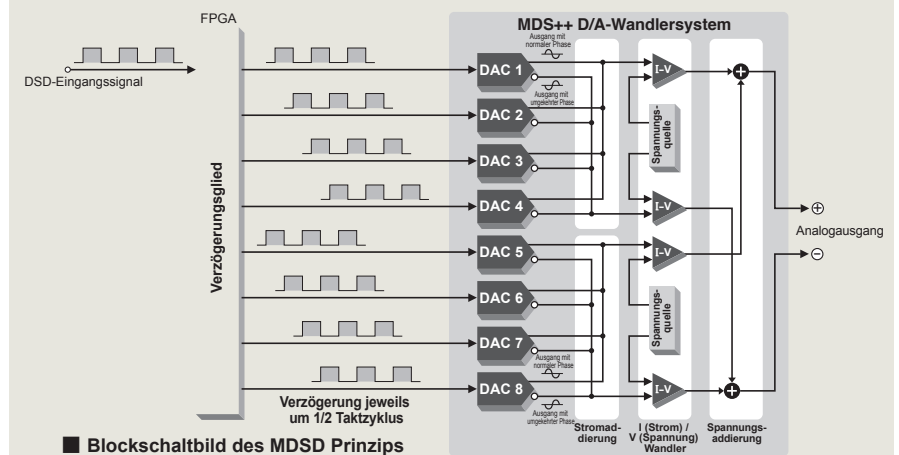 FPGA
MDS++ D/A-Wandlersystem
DSD-Eingangssignal
Verzögerungsglied
Ausgang mit
normaler Phase
DAC 1
Ausgang mit
umgekehrter Phase
DAC 2
DAC 3
DAC 4
DAC 5
DAC 6
DAC 7
Ausgang mit
normaler Phase
DAC 8
Ausgang mit
umgekehrter Phase
I-V
Spannungs-
quelle
I-V
I-V
Spannungs-
quelle
I-V
Analogausgang
Verzögerung jeweils
um 1/2 Taktzyklus
Stromad-
dierung
I (Strom) /
V (Spannung)
Wandler
Spannungs-
addierung
■ Blockschaltbild des MDSD Prinzips